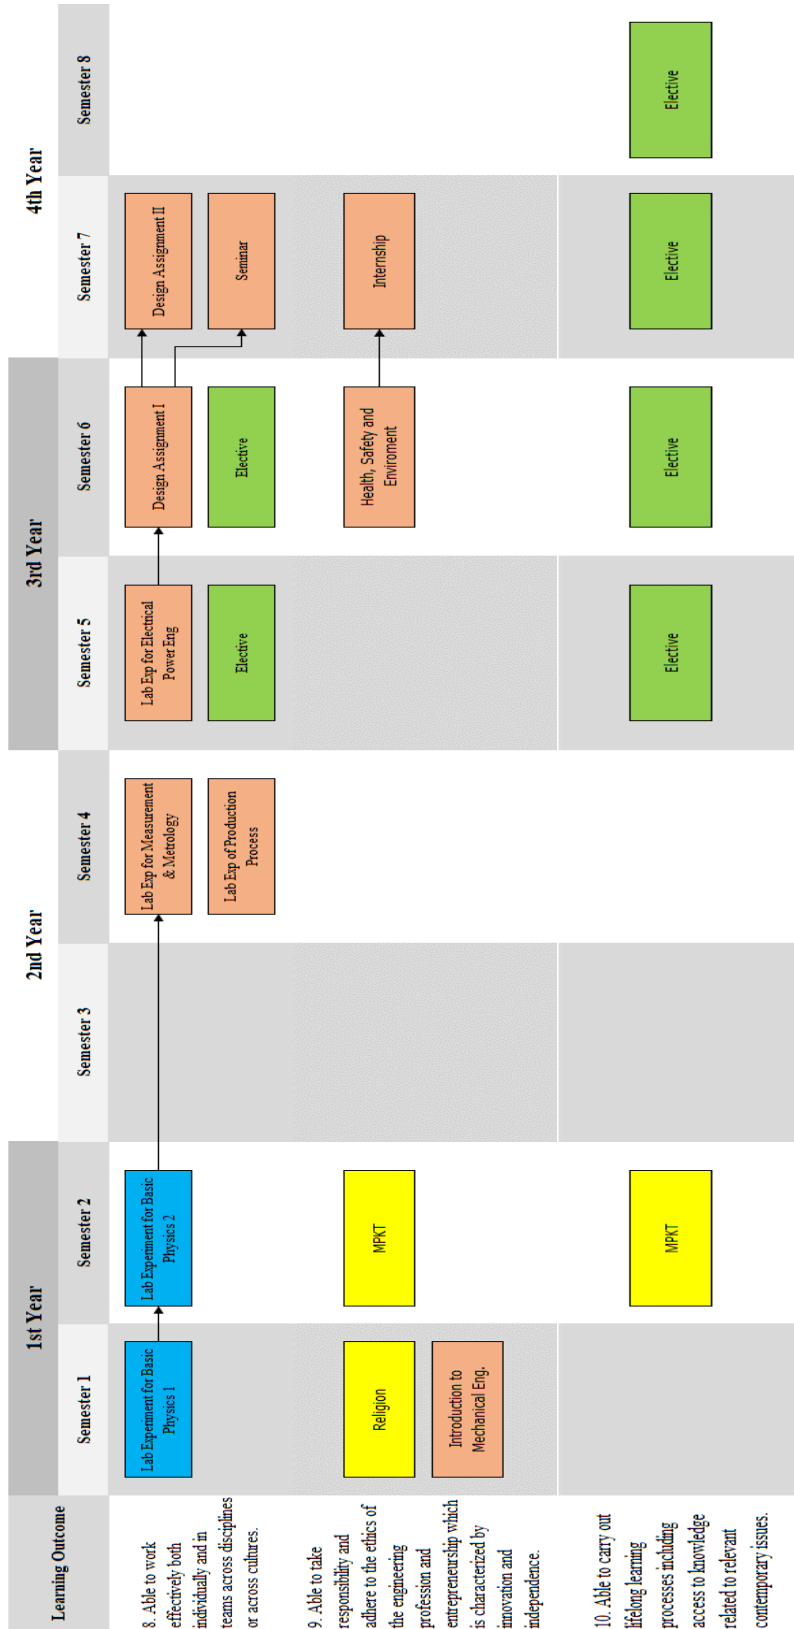 Learning Outcome
1st Year
2nd Year
3rd Year
4th Year
Semester 1
Semester 2
Semester 3
Semester 4
Semester 5
Semester 6
Semester 7
Semester 8
8. Able to work
effectively both
individually and in
teams across disciplines
or across cultures.
Lab Experiment for Basic
Physics 1
Lab Experiment for Basic
Physics 2
Lab Exp for Measurement
& Metrology
Lab Exp of Production
Process
Lab Exp for Electrical
Power Eng
Elective
Design Assignment I
Elective
Design Assignment II
Seminar
9. Able to take
responsibility and
adhere to the ethics of
the engineering
profession and
entrepreneurship which
is characterized by
innovation and
independence.
Religion
Introduction to
Mechanical Eng.
MPKT
Health, Safety and
Enviroment
Internship
10. Able to carry out
lifelong learning
processes including
access to knowledge
related to relevant
contemporary issues.
MPKT
Elective
Elective
Elective
Elective